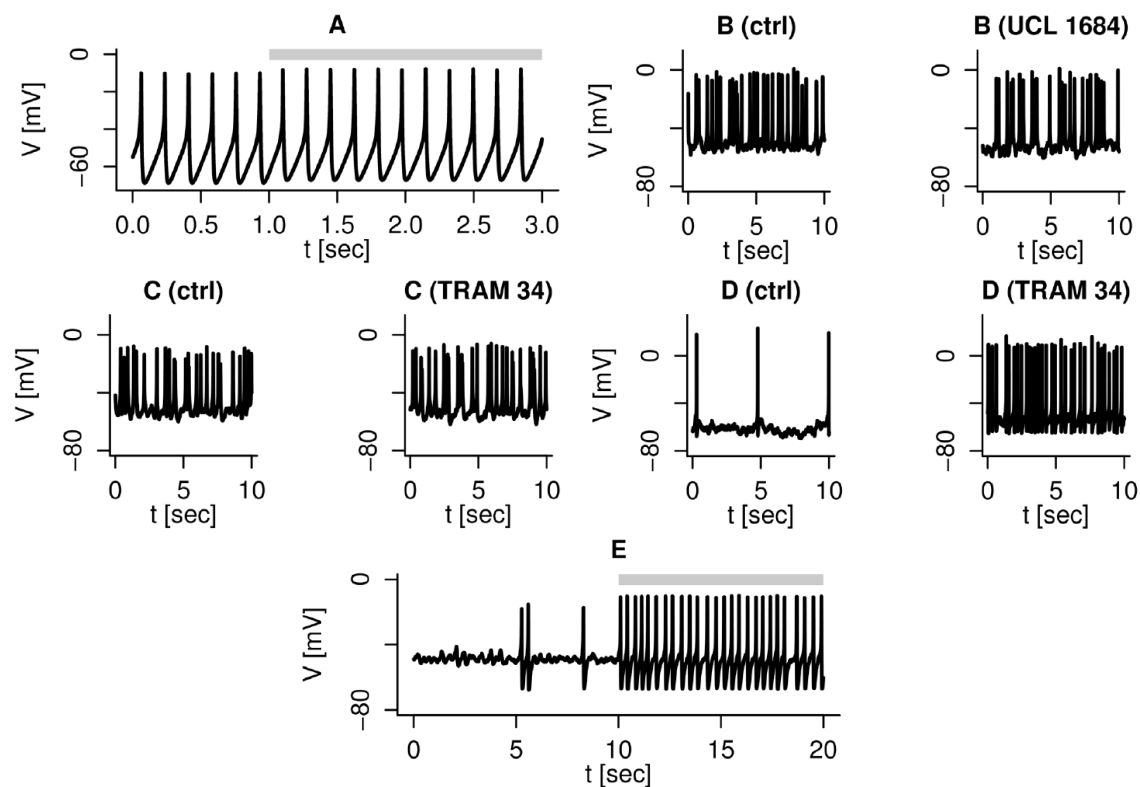 A
V [mV]
0
−60
0.0 0.5 1.0 1.5 2.0 2.5 3.0
t [sec]
B (ctrl)
0
−80
0 5 10
t [sec]
B (UCL 1684)
0
−80
0 5 10
t [sec]
C (ctrl)
V [mV]
0
−80
0 5 10
t [sec]
C (TRAM 34)
0
−80
0 5 10
t [sec]
D (ctrl)
V [mV]
0
−80
0 5 10
t [sec]
D (TRAM 34)
0
−80
0 5 10
t [sec]
E
V [mV]
0
−80
0 5 10 15 20
t [sec]